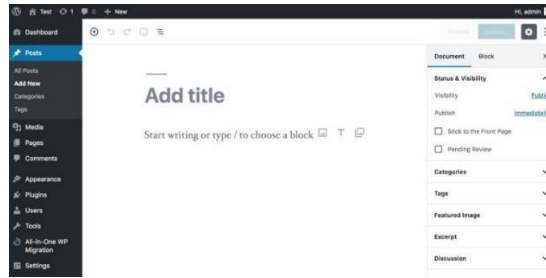 Test 1 0 + New Hi, admin
Dashboard
Posts
All Posts
Add New
Categories
Tags
Media
Pages
Comments
Appearance
Plugins
Users
Tools
All-in-One WP
Migration
Settings
Add title
Start writing or type / to choose a block
Document Block
Status & Visibility
Visibility Publi
Publish Immediatel
Stick to the Front Page
Pending Review
Categories
Tags
Featured Image
Excerpt
Discussion